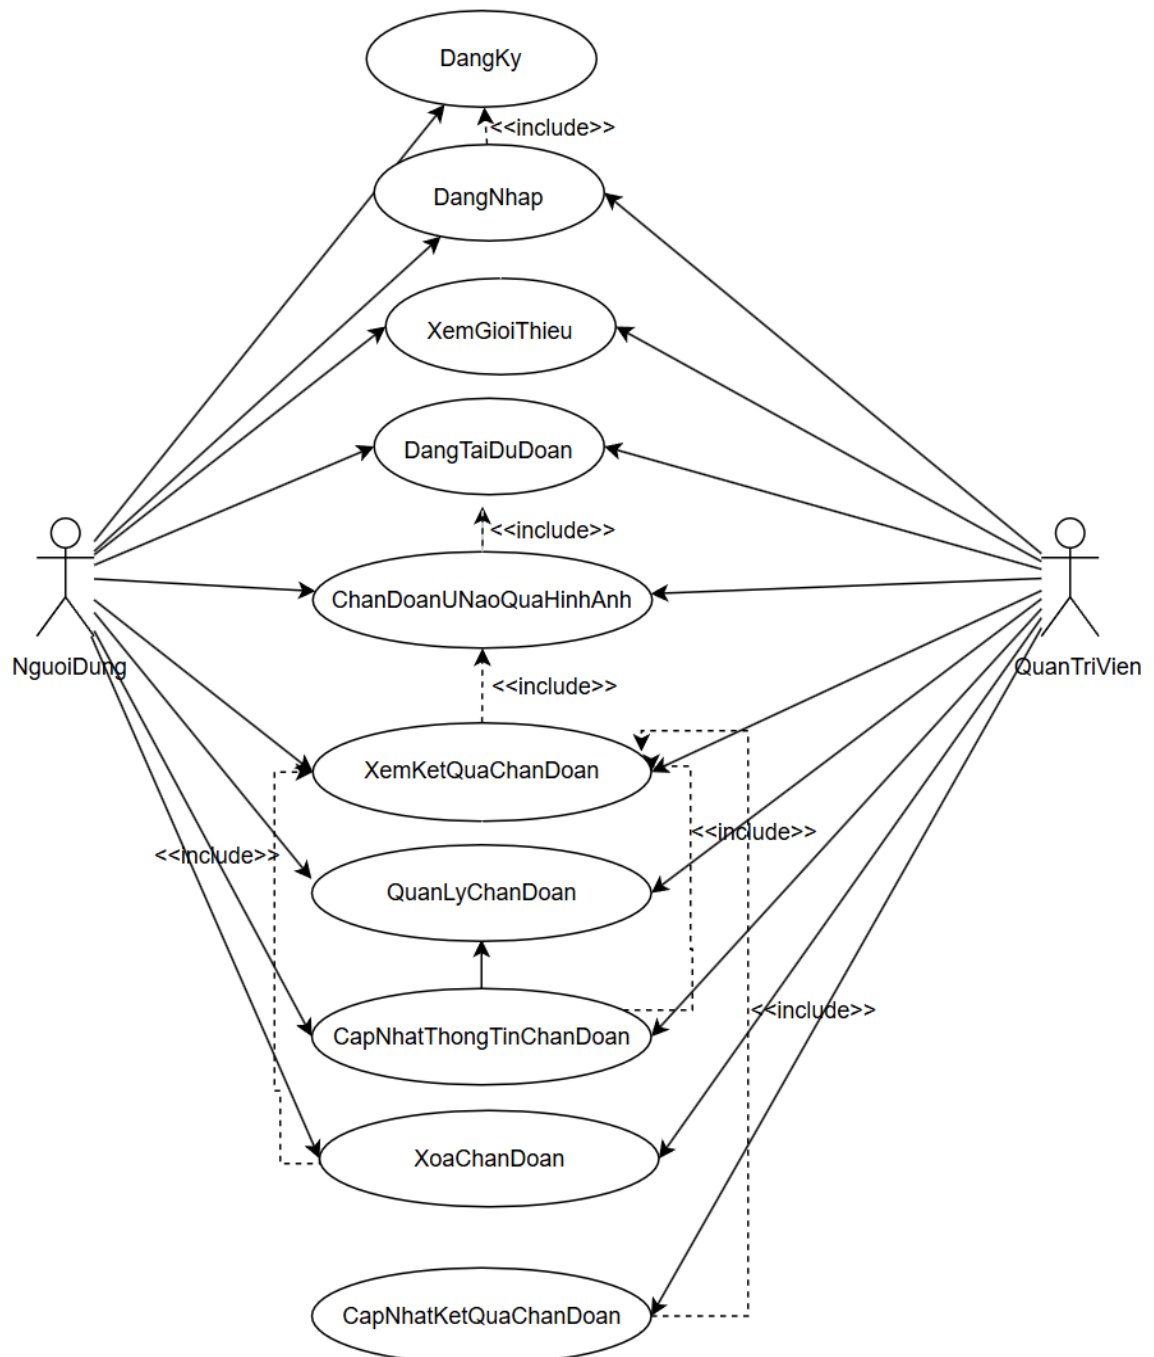 DangKy
<<include>>
DangNhap
XemGioiThieu
DangTaiDuDoan
<<include>>
ChanDoanUNaoQuaHinhAnh
NguoiDung
QuanTriVien
<<include>>
XemKetQuaChanDoan
<<include>>
<<include>>
QuanLyChanDoan
<<include>>
CapNhatThongTinChanDoan
XoaChanDoan
CapNhatKetQuaChanDoan